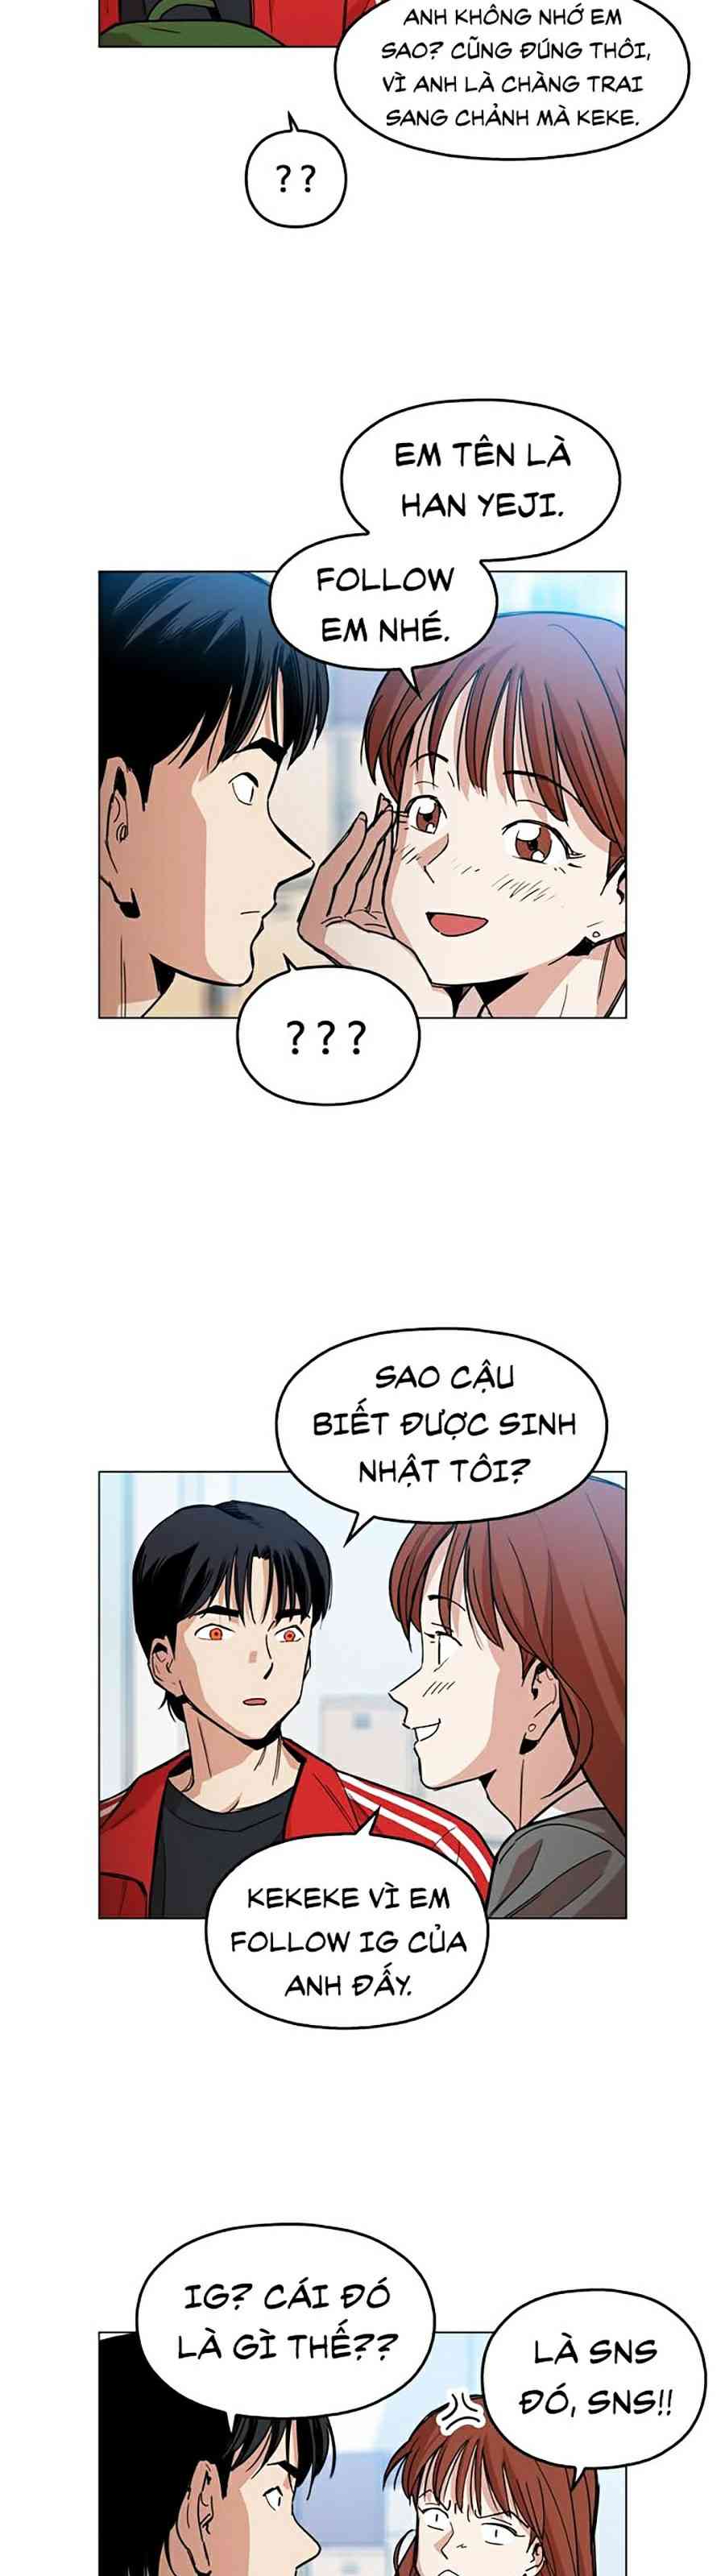 ANH KHÔNG NHỚ EM
SAO? CŨNG ĐÚNG THÔI,
VÌ ANH LÀ CHÀNG TRAI
SANG CHẢNH MÀ KEKE.
??
EM TÊN LÀ
HAN YEJI.
FOLLOW
EM NHÉ.
???
SAO CẬU
BIẾT ĐƯỢC SINH
NHẬT TÔI?
KEKEKE VÌ EM
FOLLOW IG CỦA
ANH ĐẤY.
IG? CÁI ĐÓ
LÀ GÌ THẾ??
LÀ SNS
ĐÓ, SNS!!